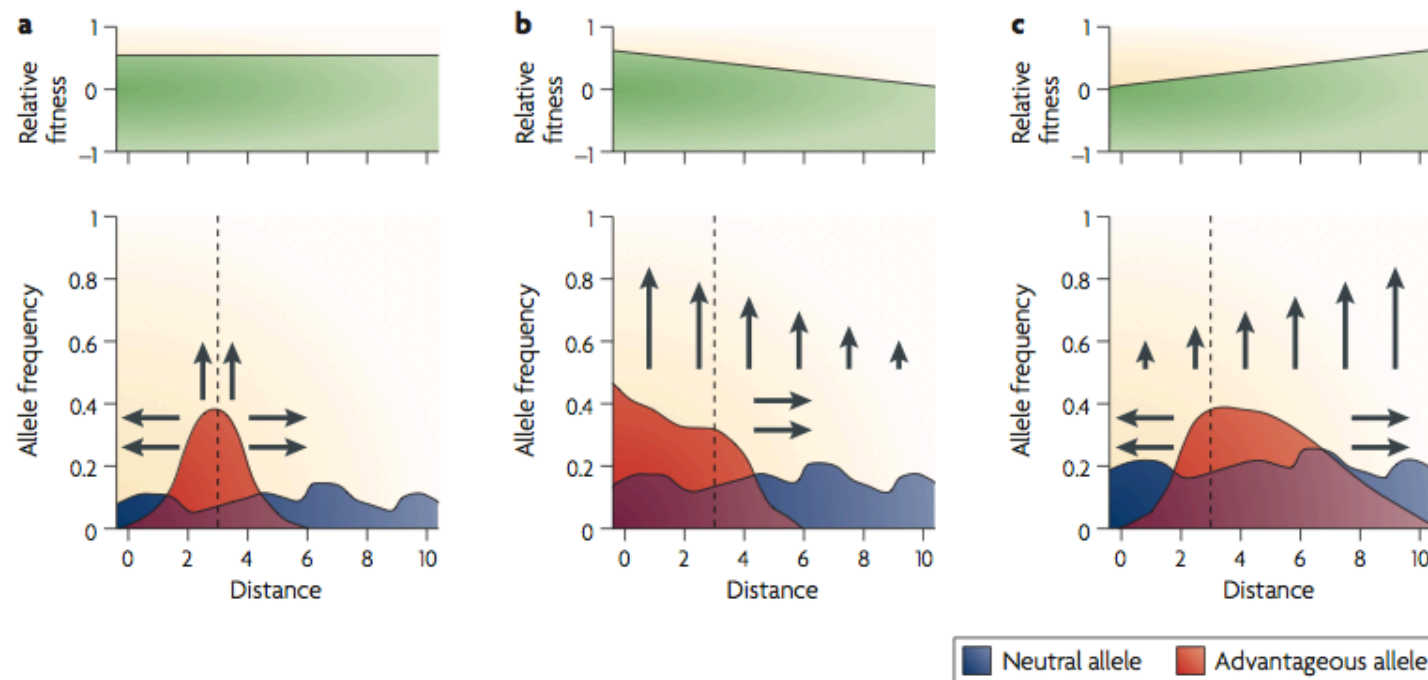 a
Relative
fitness
1
0
–1
Allele frequency
1
0.8
0.6
0.4
0.2
0
0 2 4 6 8 10
Distance
b
Relative
fitness
1
0
–1
Allele frequency
1
0.8
0.6
0.4
0.2
0
0 2 4 6 8 10
Distance
c
Relative
fitness
1
0
–1
Allele frequency
1
0.8
0.6
0.4
0.2
0
0 2 4 6 8 10
Distance
Neutral allele Advantageous allele